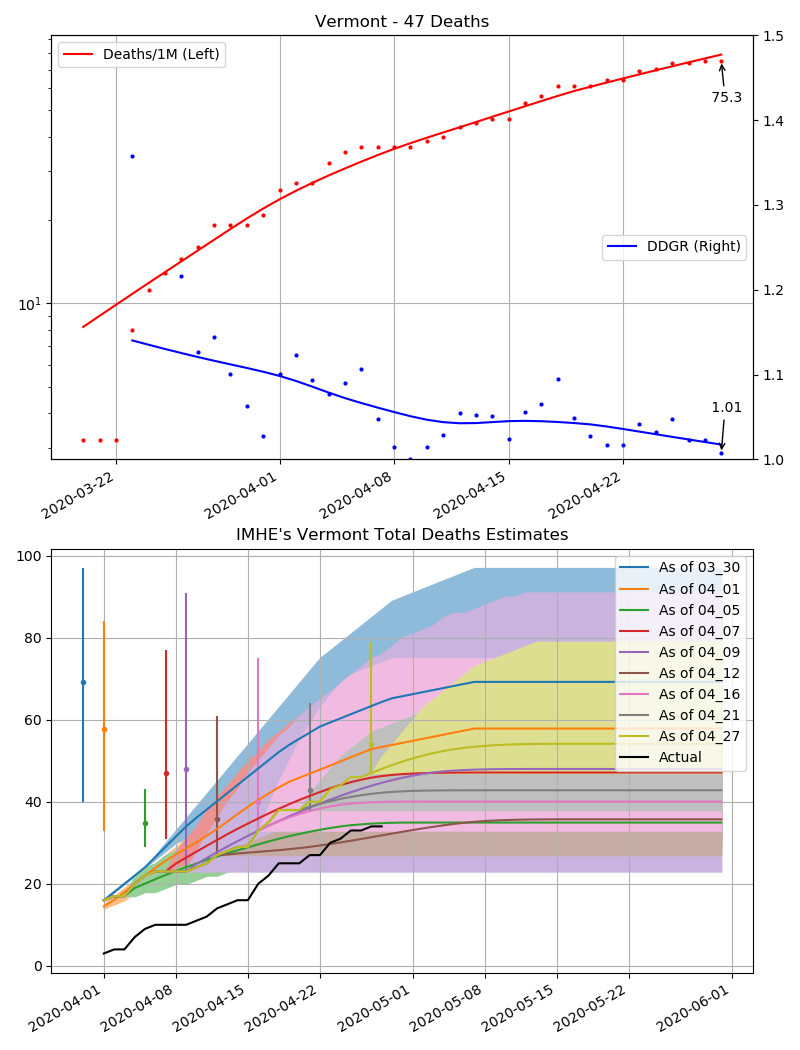 Vermont - 47 Deaths
Deaths/1M (Left)
DDGR (Right)
75.3
1.01
10^1
1.5
1.4
1.3
1.2
1.1
1.0
2020-03-22
2020-04-01
2020-04-08
2020-04-15
2020-04-22
IMHE's Vermont Total Deaths Estimates
100
80
60
40
20
0
As of 03_30
As of 04_01
As of 04_05
As of 04_07
As of 04_09
As of 04_12
As of 04_16
As of 04_21
As of 04_27
Actual
2020-04-01
2020-04-08
2020-04-15
2020-04-22
2020-05-01
2020-05-08
2020-05-15
2020-05-22
2020-06-01